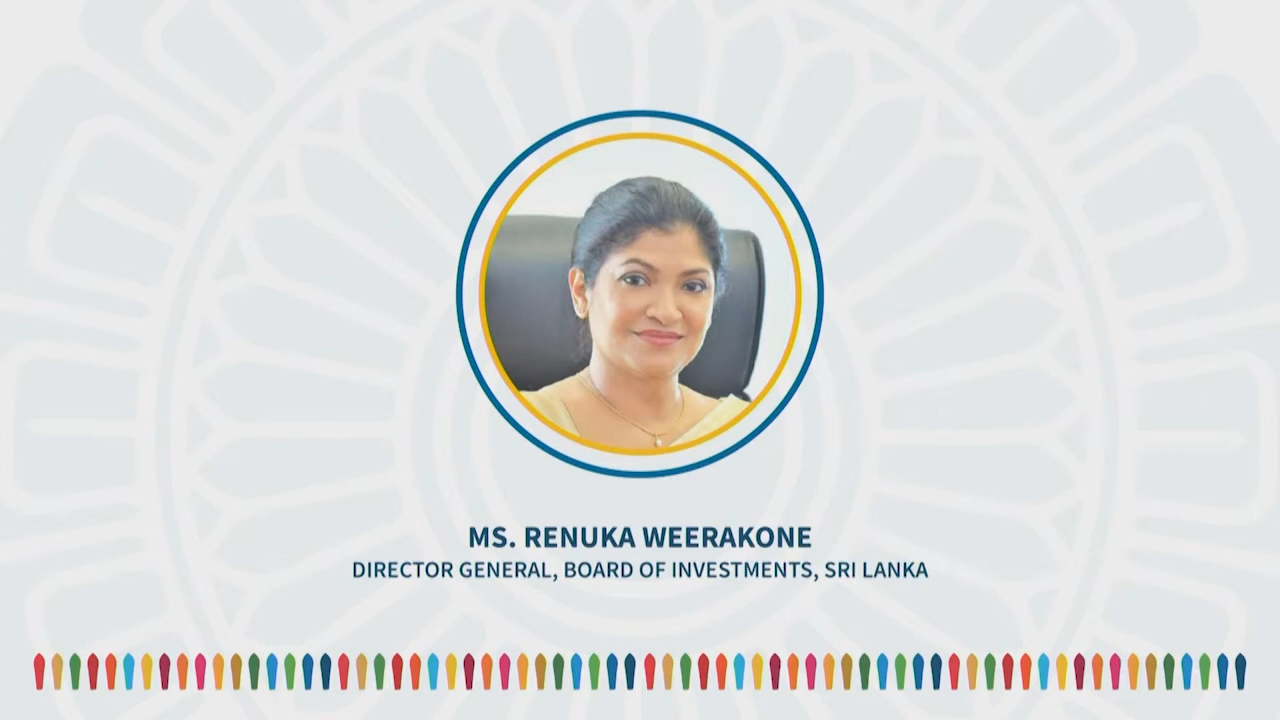 MS. RENUKA WEERAKONE
DIRECTOR GENERAL, BOARD OF INVESTMENTS, SRI LANKA